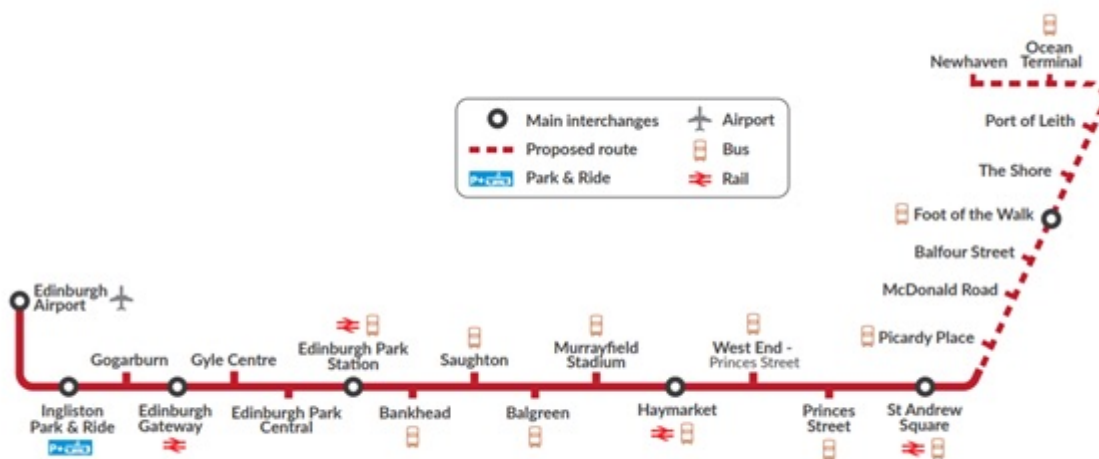 Ocean
Terminal
Newhaven
Main interchanges
Airport
Proposed route
Bus
P+
Park & Ride
Rail
Port of Leith
The Shore
Foot of the Walk
Balfour Street
McDonald Road
Picardy Place
Edinburgh
Airport
Gogarburn
Gyle Centre
Edinburgh Park
Station
Saughton
Murrayfield
Stadium
West End -
Princes Street
Ingliston
Park & Ride
P+
Edinburgh
Gateway
Edinburgh Park
Central
Bankhead
Balgreen
Haymarket
Princes
Street
St Andrew
Square